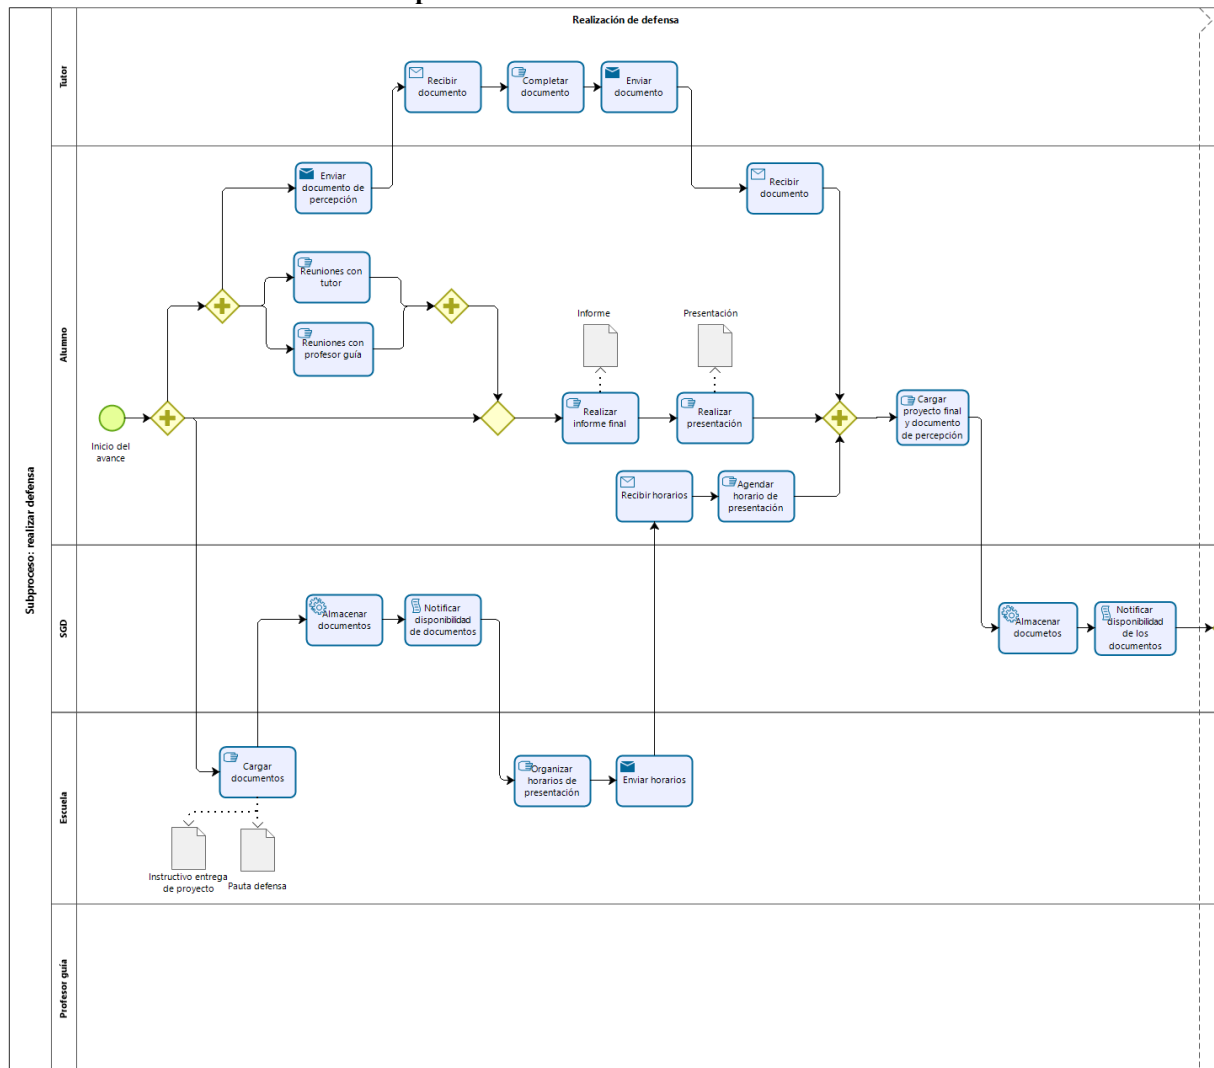 Realización de defensa
Subproceso: realizar defensa
Tutor
Recibir
documento
Completar
documento
Enviar
documento
Alumno
Enviar
documento de
percepción
Recibir
documento
Reuniones con
tutor
Reuniones con
profesor guía
Informe
Presentación
Inicio del
avance
Realizar
informe final
Realizar
presentación
Cargar
proyecto final
y documento
de percepción
Recibir horarios
Agendar
horario de
presentación
SGD
Almacenar
documentos
Notificar
disponibilidad
de documentos
Almacenar
documetos
Notificar
disponibilidad
de los
documentos
Escuela
Cargar
documentos
Organizar
horarios de
presentación
Enviar horarios
Instructivo entrega
de proyecto
Pauta defensa
Profesor guía